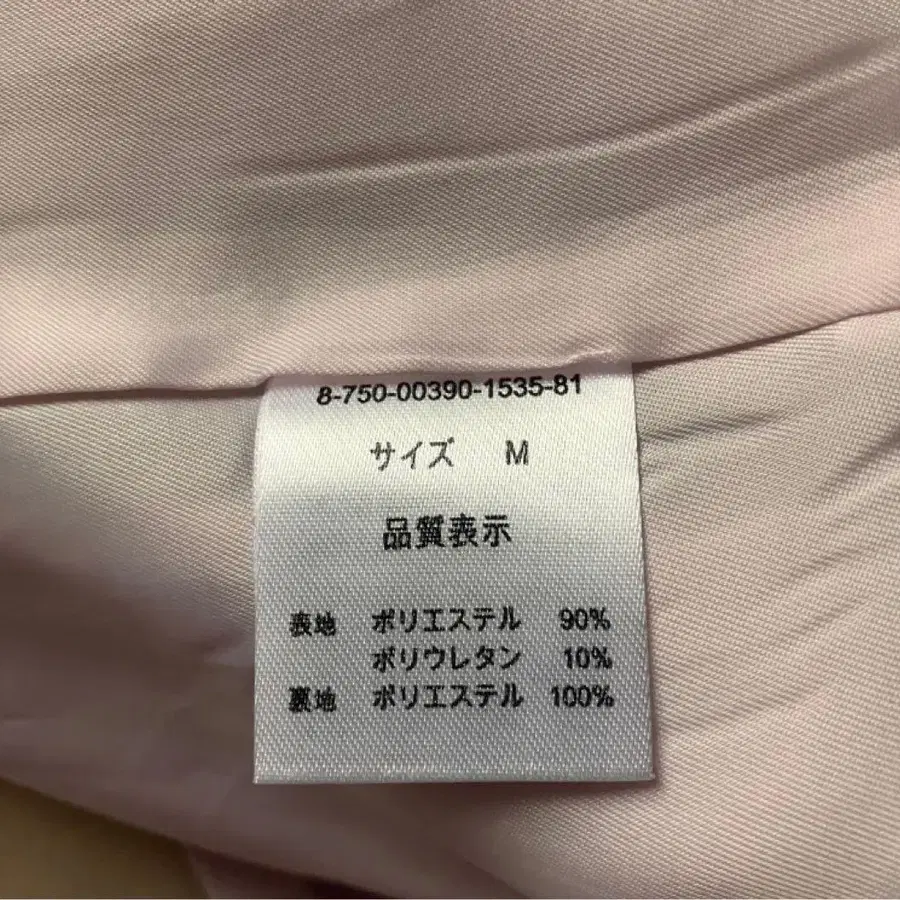 8-750-00390-1535-81
サイズ M
品質表示
表地 ポリエステル 90%
ポリウレタン 10%
裏地 ポリエステル 100%